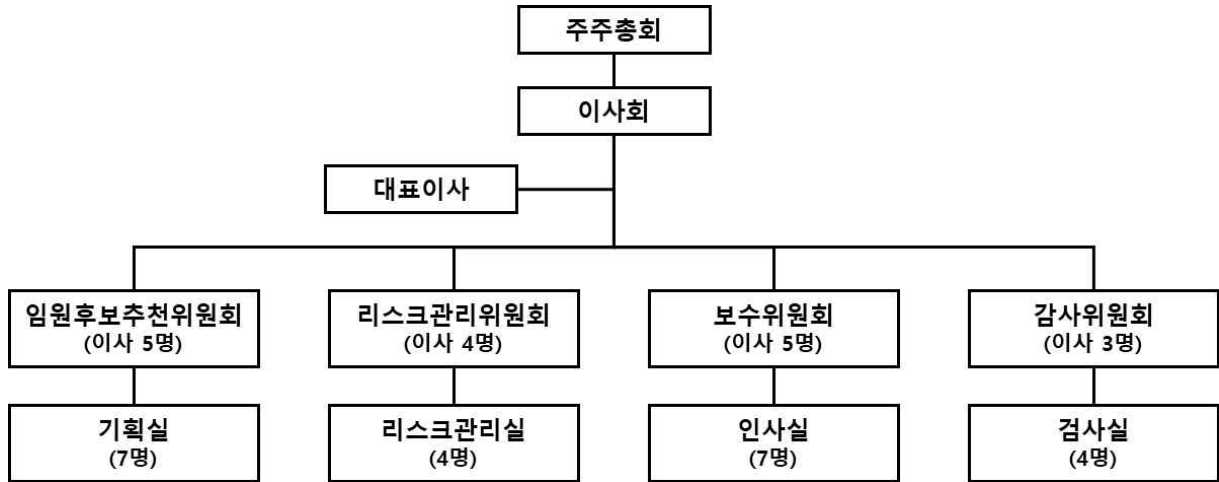 주주총회
이사회
대표이사
임원후보추천위원회
(이사 5명)
리스크관리위원회
(이사 4명)
보수위원회
(이사 5명)
감사위원회
(이사 3명)
기획실
(7명)
리스크관리실
(4명)
인사실
(7명)
검사실
(4명)